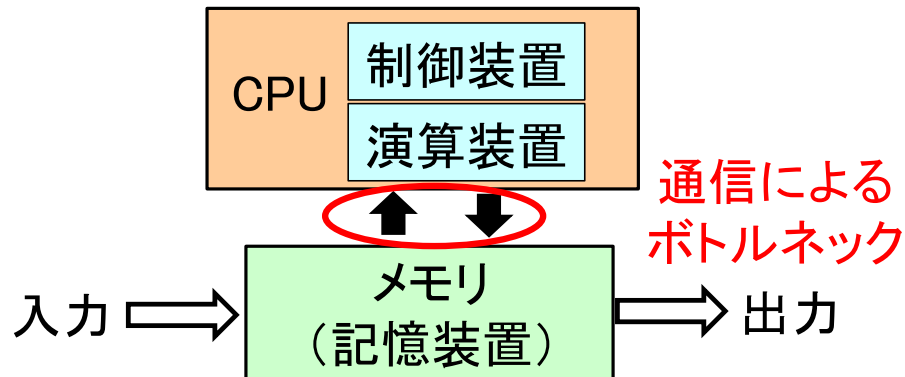 CPU
制御装置
演算装置
通信による
ボトルネック
メモリ
(記憶装置)
入力
出力